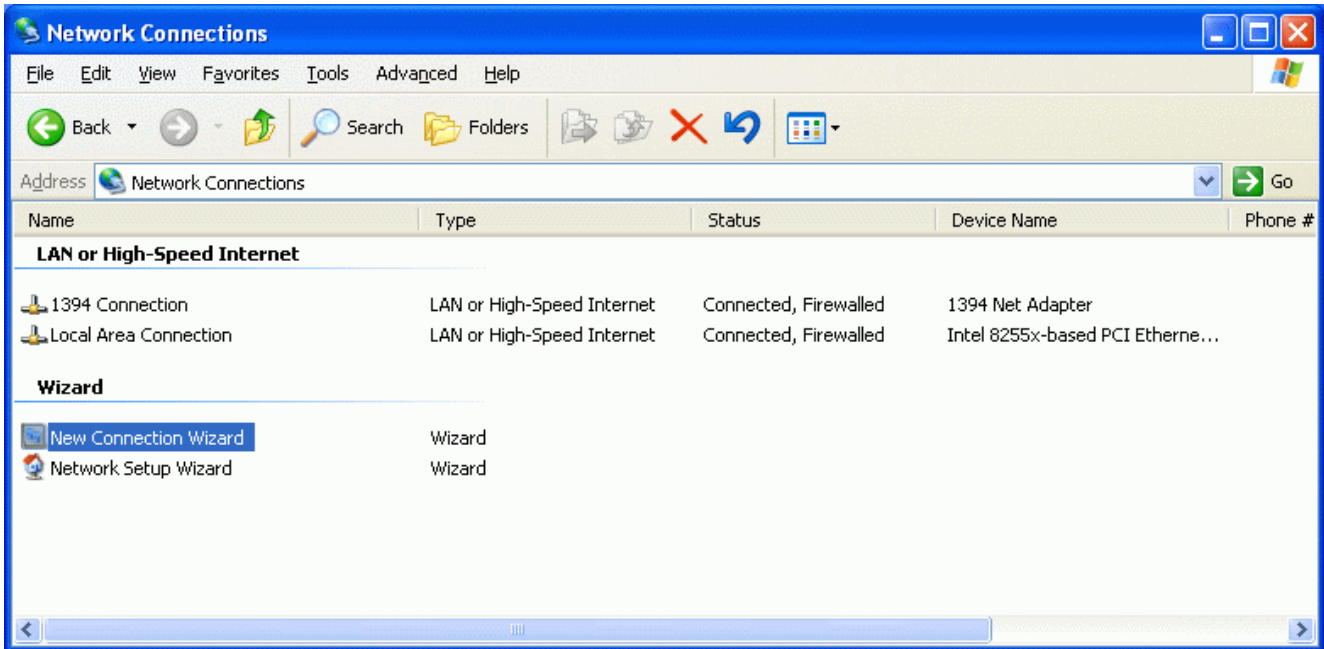 Network Connections
File Edit View Favorites Tools Advanced Help
Back Search Folders
Address Network Connections Go
Name Type Status Device Name Phone #
LAN or High-Speed Internet
1394 Connection LAN or High-Speed Internet Connected, Firewalled 1394 Net Adapter
Local Area Connection LAN or High-Speed Internet Connected, Firewalled Intel 8255x-based PCI Etherne...
Wizard
New Connection Wizard Wizard
Network Setup Wizard Wizard